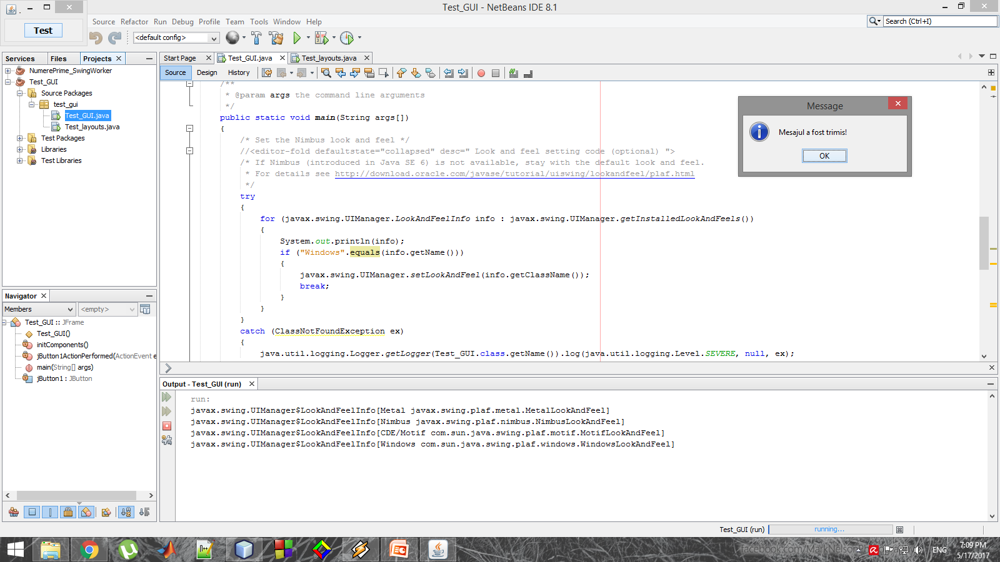 Test_GUI - NetBeans IDE 8.1
Test
Source Refactor Run Debug Profile Team Tools Window Help
Search (Ctrl+I)
<default config>
Services Files Projects
NumerePrime_SwingWorker
Test_GUI
Source Packages
test_gui
Test_GUI.java
Test_layouts.java
Test Packages
Libraries
Test Libraries
Navigator
Members <empty>
Test_GUI :: JFrame
Test_GUI()
initComponents()
jButton1ActionPerformed(ActionEvent e
main(String[] args)
jButton1 : JButton
Start Page Test_GUI.java Test_layouts.java
Source Design History
/**
* @param args the command line arguments
*/
public static void main(String args[])
{
/* Set the Nimbus look and feel */
//<editor-fold defaultstate="collapsed" desc=" Look and feel setting code (optional) ">
/* If Nimbus (introduced in Java SE 6) is not available, stay with the default look and feel.
* For details see http://download.oracle.com/javase/tutorial/uiswing/lookandfeel/plaf.html
*/
try
{
for (javax.swing.UIManager.LookAndFeelInfo info : javax.swing.UIManager.getInstalledLookAndFeels())
{
System.out.println(info);
if ("Windows".equals(info.getName()))
{
javax.swing.UIManager.setLookAndFeel(info.getClassName());
break;
}
}
}
catch (ClassNotFoundException ex)
{
java.util.logging.Logger.getLogger(Test_GUI.class.getName()).log(java.util.logging.Level.SEVERE, null, ex);
Message
Mesajul a fost trimis!
OK
Output - Test_GUI (run)
run:
javax.swing.UIManager$LookAndFeelInfo[Metal javax.swing.plaf.metal.MetalLookAndFeel]
javax.swing.UIManager$LookAndFeelInfo[Nimbus javax.swing.plaf.nimbus.NimbusLookAndFeel]
javax.swing.UIManager$LookAndFeelInfo[CDE/Motif com.sun.java.swing.plaf.motif.MotifLookAndFeel]
javax.swing.UIManager$LookAndFeelInfo[Windows com.sun.java.swing.plaf.windows.WindowsLookAndFeel]
Test_GUI (run) running...
ENG
7:09 PM
5/17/2017